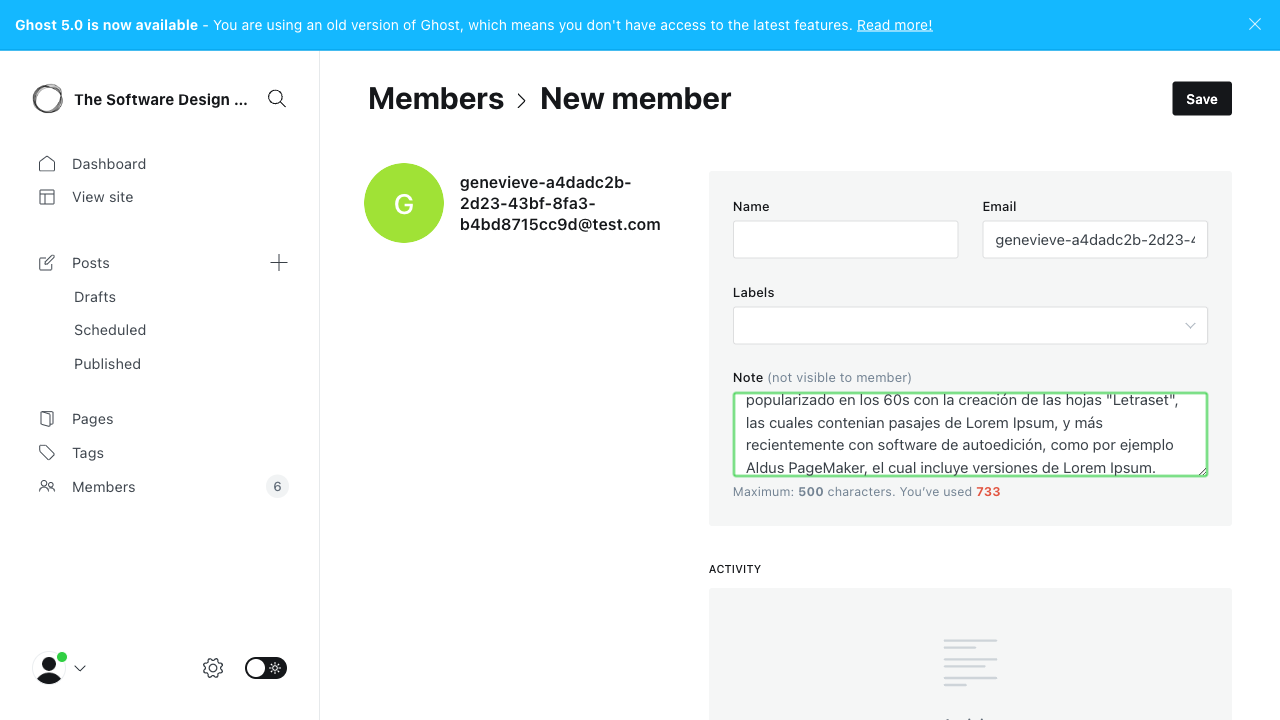 Ghost 5.0 is now available - You are using an old version of Ghost, which means you don't have access to the latest features. Read more!
The Software Design ...
Dashboard
View site
Posts
Drafts
Scheduled
Published
Pages
Tags
Members 6
Members > New member
Save
G
genevieve-a4dadc2b-
2d23-43bf-8fa3-
b4bd8715cc9d@test.com
Name
Email
genevieve-a4dadc2b-2d23-4
Labels
Note (not visible to member)
popularizado en los 60s con la creación de las hojas "Letraset",
las cuales contenian pasajes de Lorem Ipsum, y más
recientemente con software de autoedición, como por ejemplo
Aldus PageMaker, el cual incluye versiones de Lorem Ipsum.
Maximum: 500 characters. You've used 733
ACTIVITY